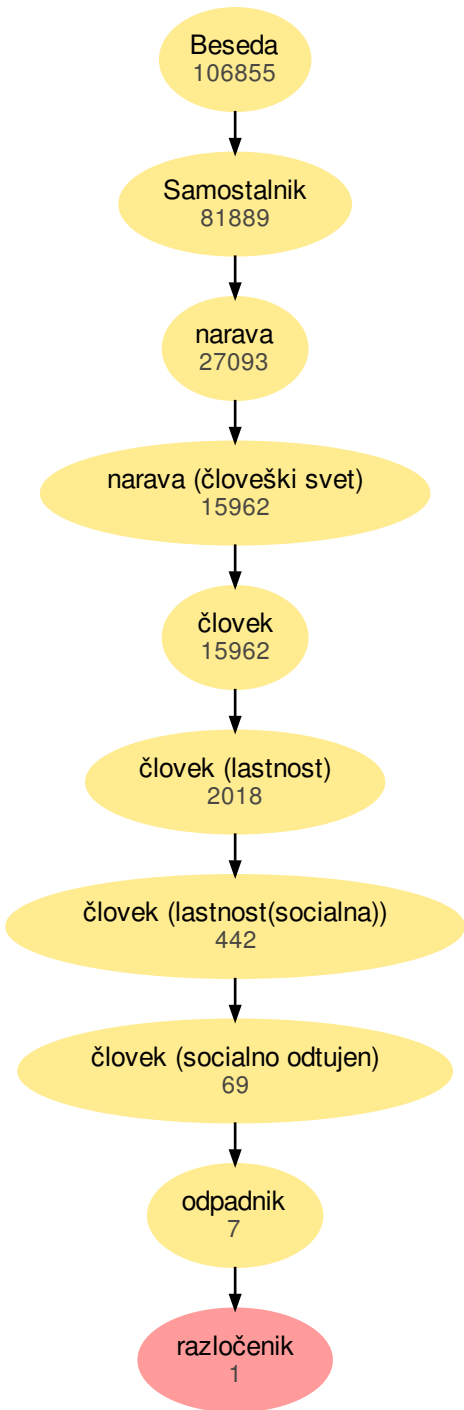 Beseda
106855
Samostalnik
81889
narava
27093
narava (človeški svet)
15962
človek
15962
človek (lastnost)
2018
človek (lastnost(socialna))
442
človek (socialno odtujen)
69
odpadnik
7
razločenik
1